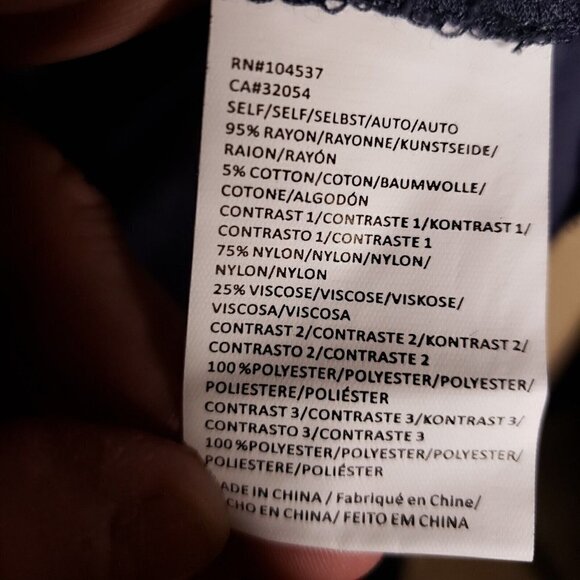 RN#104537
CA#32054
SELF/SELF/SELBST/AUTO/AUTO
95% RAYON/RAYONNE/KUNSTSEIDE/
RAION/RAYÓN
5% COTTON/COTON/BAUMWOLLE/
COTONE/ALGODÓN
CONTRAST 1/CONTRASTE 1/KONTRAST 1/
CONTRASTO 1/CONTRASTE 1
75% NYLON/NYLON/NYLON/
NYLON/NYLON
25% VISCOSE/VISCOSE/VISKOSE/
VISCOSA/VISCOSA
CONTRAST 2/CONTRASTE 2/KONTRAST 2/
CONTRASTO 2/CONTRASTE 2
100%POLYESTER/POLYESTER/POLYESTER/
POLIESTERE/POLIÉSTER
CONTRAST 3/CONTRASTE 3/KONTRAST 3/
CONTRASTO 3/CONTRASTE 3
100%POLYESTER/POLYESTER/POLYESTER/
POLIESTERE/POLIÉSTER
ADE IN CHINA / Fabriqué en Chine/
CHO EN CHINA/ FEITO EM CHINA